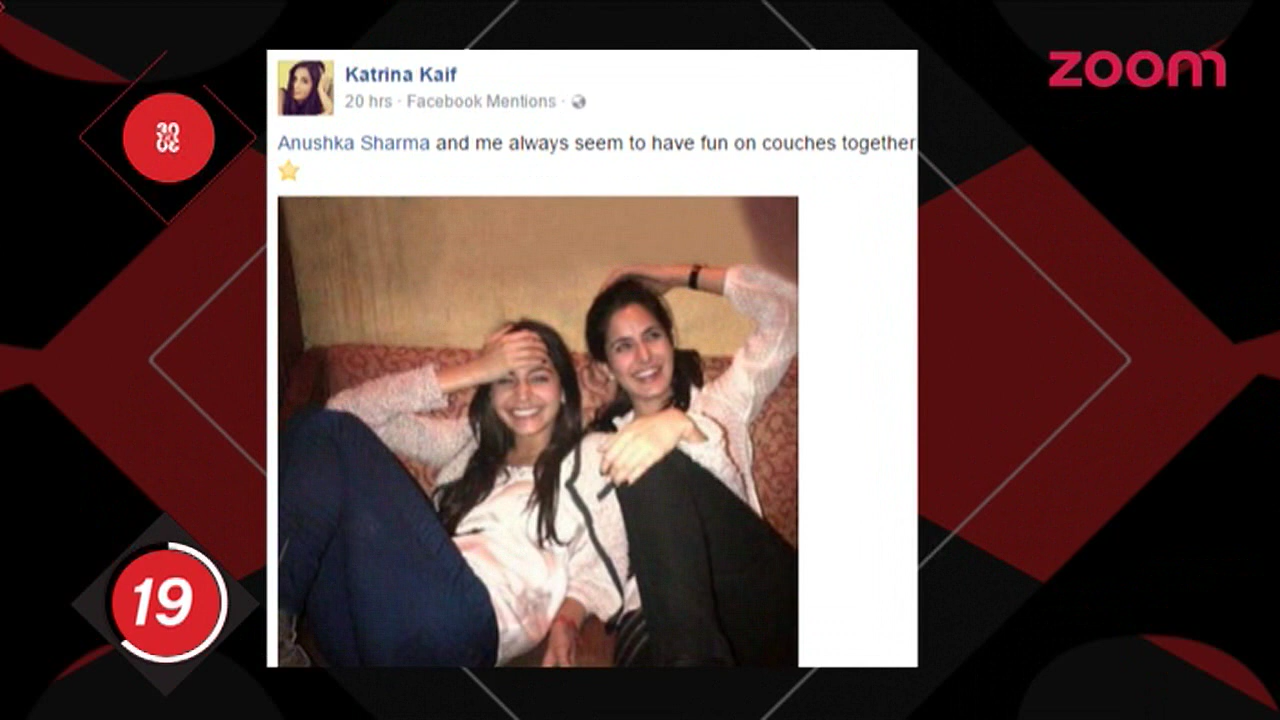 Katrina Kaif
20 hrs · Facebook Mentions ·
Anushka Sharma and me always seem to have fun on couches together
zoom
30
19